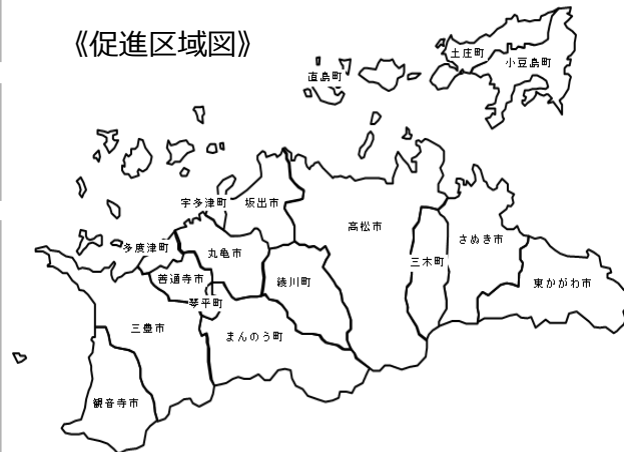 《促進区域図》
土庄町
小豆島町
直島町
宇多津町
坂出市
高松市
多度津町
丸亀市
三木町
さぬき市
善通寺市
綾川町
東かがわ市
琴平町
三豊市
まんのう町
観音寺市